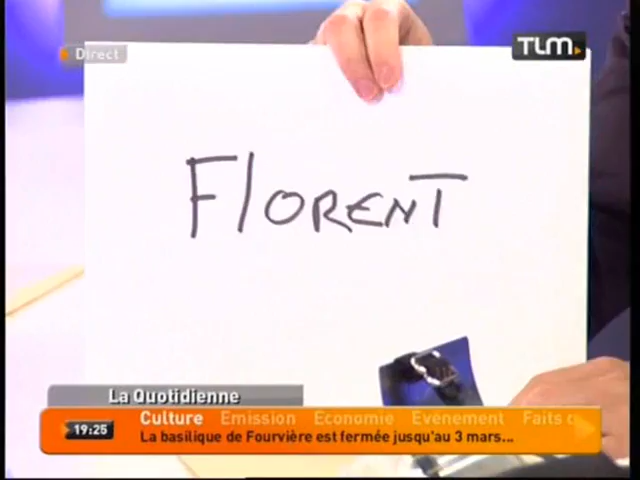 Direct
TLM
FLORENT
La Quotidienne
Culture Emission Economie Evénement Faits
19:25
La basilique de Fourvière est fermée jusqu'au 3 mars...